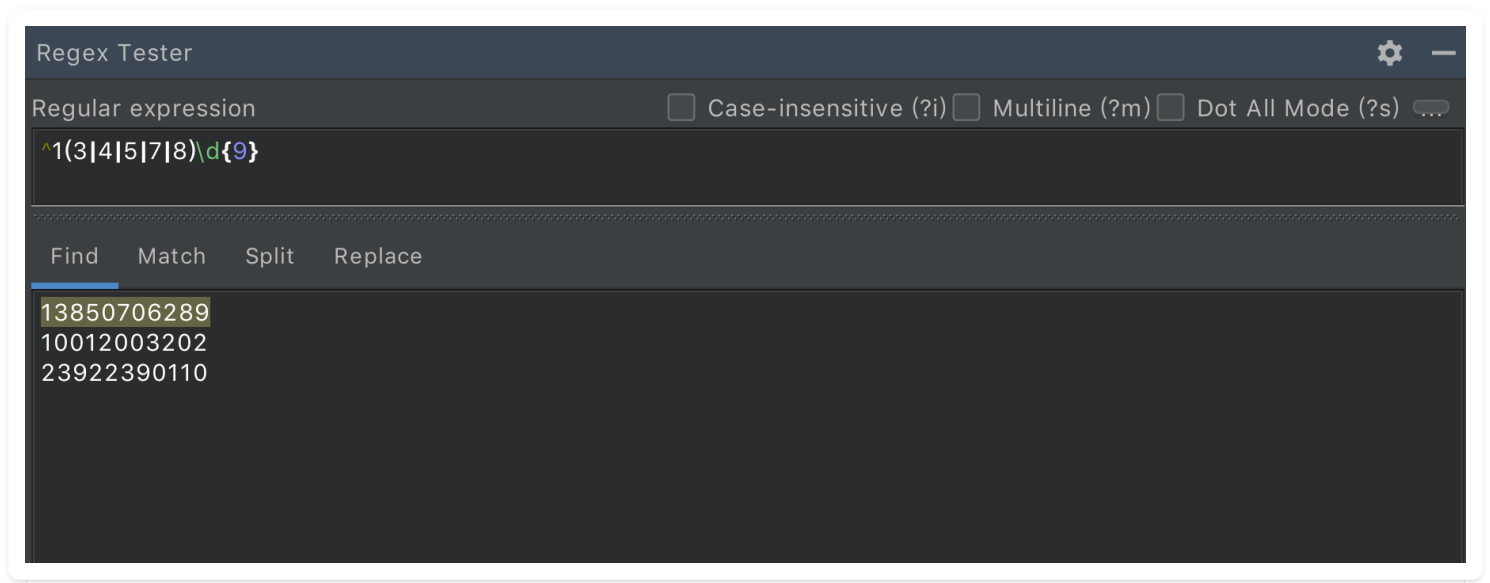 Regex Tester
Regular expression Case-insensitive (?i) Multiline (?m) Dot All Mode (?s) ...
^1(3|4|5|7|8)\d{9}
Find Match Split Replace
13850706289
10012003202
23922390110